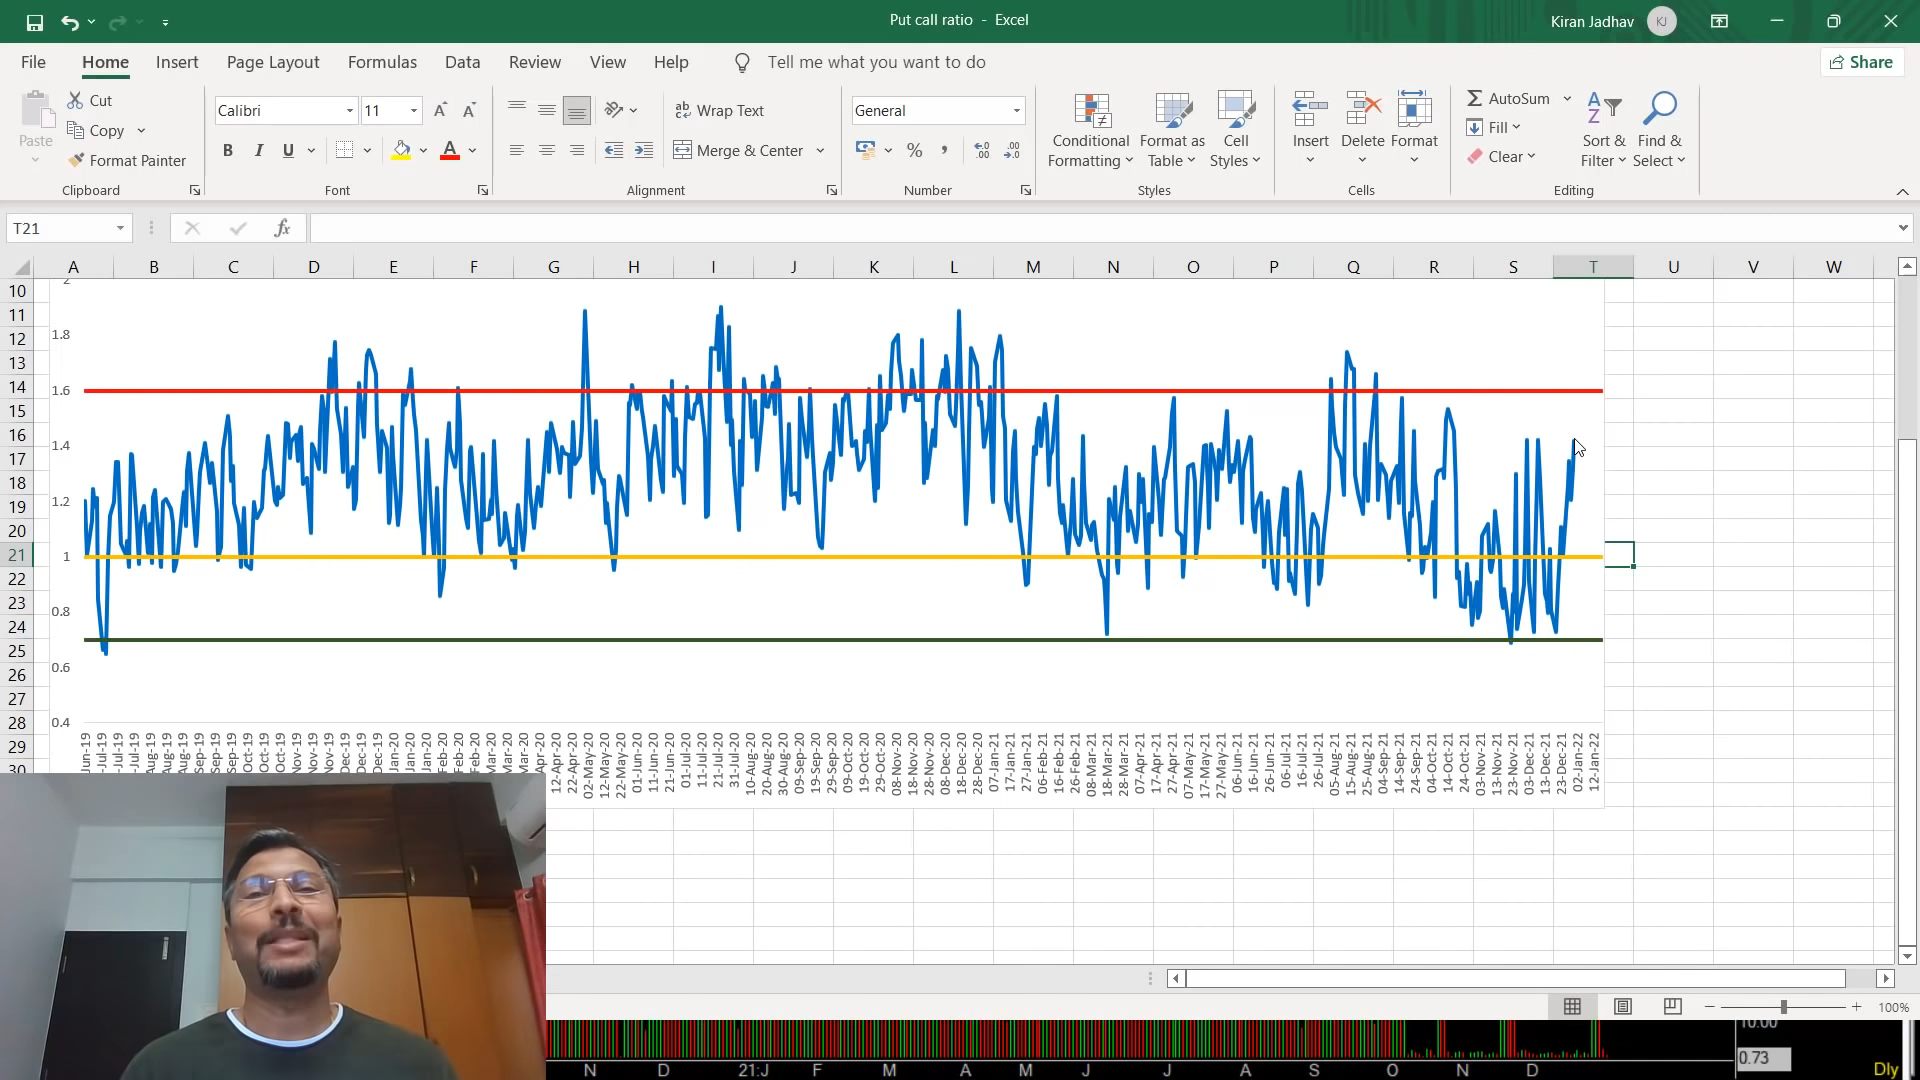 Put call ratio - Excel
Kiran Jadhav
KJ
File Home Insert Page Layout Formulas Data Review View Help Tell me what you want to do
Share
Paste
Cut
Copy
Format Painter
Clipboard
Calibri 11
B I U
Font
Wrap Text
Merge & Center
Alignment
General
Number
Conditional Formatting
Format as Table
Cell Styles
Styles
Insert Delete Format
Cells
AutoSum
Fill
Clear
Sort & Filter
Find & Select
Editing
T21
fx
A B C D E F G H I J K L M N O P Q R S T U V W
10
11
12
13
14
15
16
17
18
19
20
21
22
23
24
25
26
27
28
29
30
2
1.8
1.6
1.4
1.2
1
0.8
0.6
0.4
12-Apr-20
22-Apr-20
02-May-20
12-May-20
22-May-20
01-Jun-20
11-Jun-20
21-Jun-20
01-Jul-20
11-Jul-20
21-Jul-20
31-Jul-20
10-Aug-20
20-Aug-20
30-Aug-20
09-Sep-20
19-Sep-20
29-Sep-20
09-Oct-20
19-Oct-20
29-Oct-20
08-Nov-20
18-Nov-20
28-Nov-20
08-Dec-20
18-Dec-20
28-Dec-20
07-Jan-21
17-Jan-21
27-Jan-21
06-Feb-21
16-Feb-21
26-Feb-21
08-Mar-21
18-Mar-21
28-Mar-21
07-Apr-21
17-Apr-21
27-Apr-21
07-May-21
17-May-21
27-May-21
06-Jun-21
16-Jun-21
26-Jun-21
06-Jul-21
16-Jul-21
26-Jul-21
05-Aug-21
15-Aug-21
25-Aug-21
04-Sep-21
14-Sep-21
24-Sep-21
04-Oct-21
14-Oct-21
24-Oct-21
03-Nov-21
13-Nov-21
23-Nov-21
03-Dec-21
13-Dec-21
23-Dec-21
02-Jan-22
12-Jan-22
100%
10.00
0.73
N D 21:J F M A M J J A S O N D
Dly